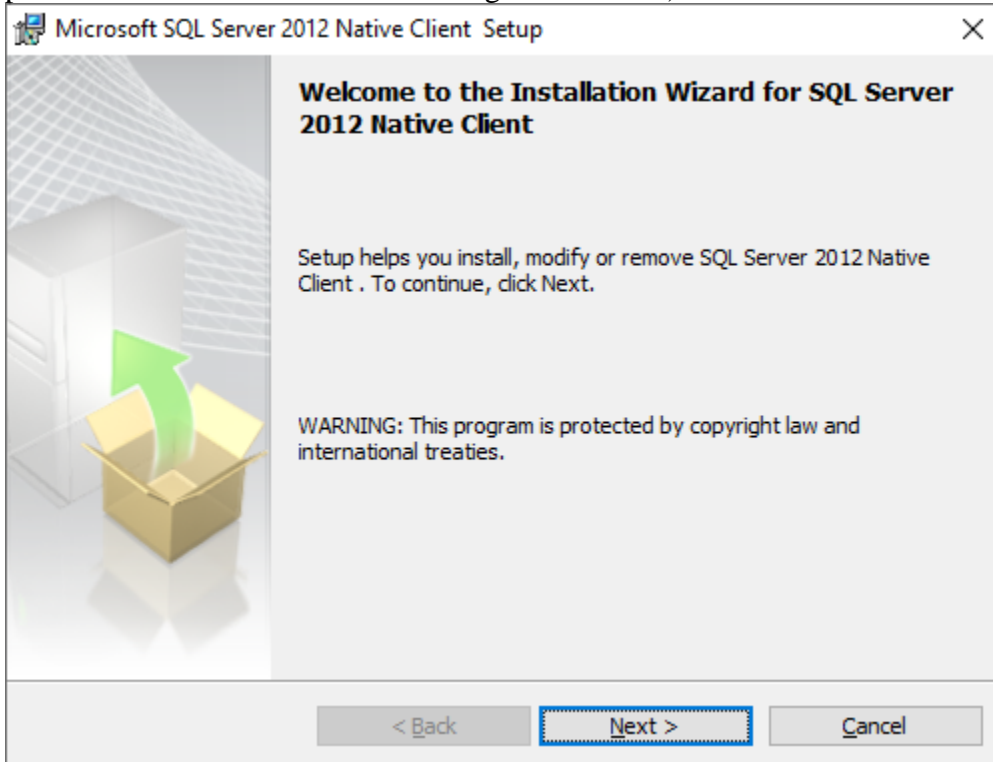 Microsoft SQL Server 2012 Native Client Setup
Welcome to the Installation Wizard for SQL Server
2012 Native Client
Setup helps you install, modify or remove SQL Server 2012 Native
Client . To continue, click Next.
WARNING: This program is protected by copyright law and
international treaties.
< Back
Next >
Cancel